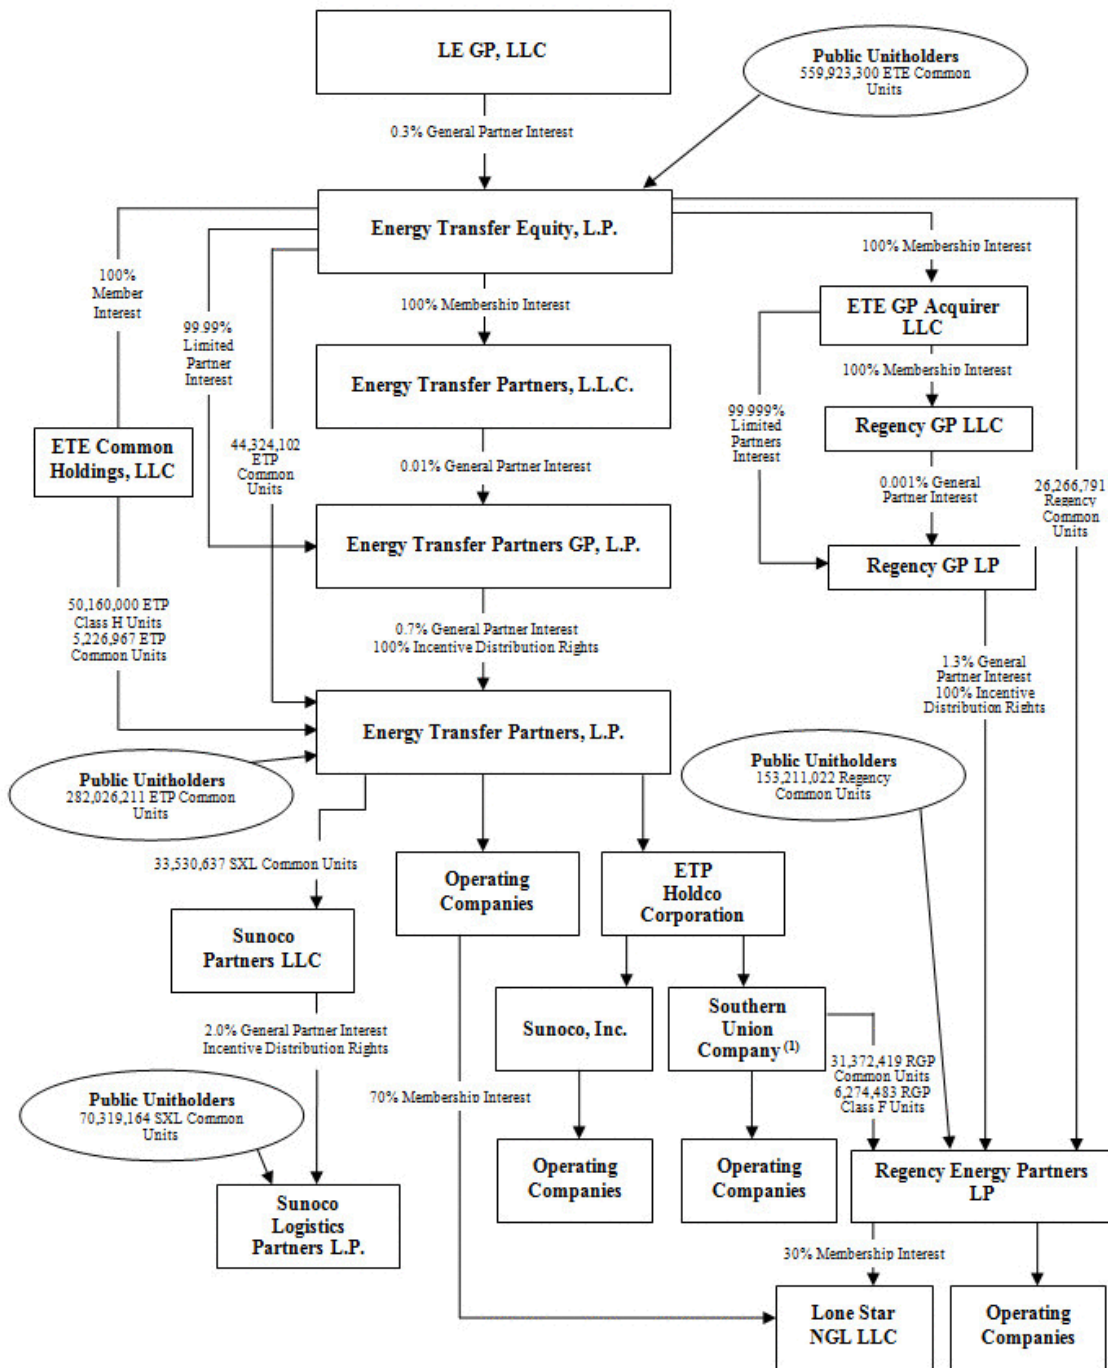 LE GP, LLC
Public Unitholders
559,923,300 ETE Common
Units
0.3% General Partner Interest
Energy Transfer Equity, L.P.
100%
Member
Interest
99.99%
Limited
Partner
Interest
44,324,102
ETP
Common
Units
100% Membership Interest
100% Membership Interest
ETE GP Acquirer
LLC
Energy Transfer Partners, L.L.C.
100% Membership Interest
99.999%
Limited
Partners
Interest
Regency GP LLC
ETE Common
Holdings, LLC
0.01% General Partner Interest
0.001% General
Partner Interest
26,266,791
Regency
Common
Units
Energy Transfer Partners GP, L.P.
Regency GP LP
50,160,000 ETP
Class H Units
5,226,967 ETP
Common Units
0.7% General Partner Interest
100% Incentive Distribution Rights
1.3% General
Partner Interest
100% Incentive
Distribution Rights
Energy Transfer Partners, L.P.
Public Unitholders
282,026,211 ETP Common
Units
Public Unitholders
153,211,022 Regency
Common Units
33,530,637 SXL Common Units
Operating
Companies
ETP
Holdco
Corporation
Sunoco
Partners LLC
Sunoco, Inc.
Southern
Union
Company (1)
2.0% General Partner Interest
Incentive Distribution Rights
31,372,419 RGP
Common Units
6,274,483 RGP
Class F Units
70% Membership Interest
Public Unitholders
70,319,164 SXL Common
Units
Operating
Companies
Operating
Companies
Regency Energy Partners
LP
Sunoco
Logistics
Partners L.P.
30% Membership Interest
Lone Star
NGL LLC
Operating
Companies